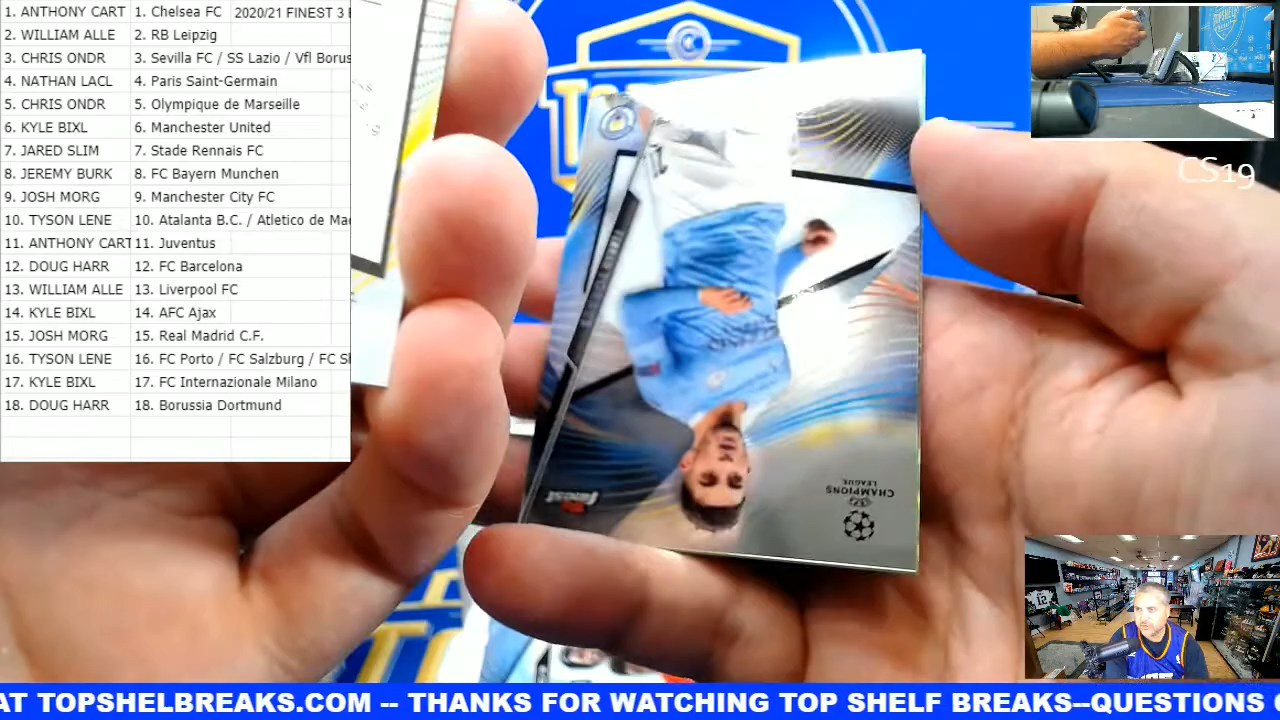 1. ANTHONY CART 1. Chelsea FC 2020/21 FINEST 3 
2. WILLIAM ALLE 2. RB Leipzig
3. CHRIS ONDR 3. Sevilla FC / SS Lazio / Vfl Borus
4. NATHAN LACL 4. Paris Saint-Germain
5. CHRIS ONDR 5. Olympique de Marseille
6. KYLE BIXL 6. Manchester United
7. JARED SLIM 7. Stade Rennais FC
8. JEREMY BURK 8. FC Bayern Munchen
9. JOSH MORG 9. Manchester City FC
10. TYSON LENE 10. Atalanta B.C. / Atletico de Mad
11. ANTHONY CART 11. Juventus
12. DOUG HARR 12. FC Barcelona
13. WILLIAM ALLE 13. Liverpool FC
14. KYLE BIXL 14. AFC Ajax
15. JOSH MORG 15. Real Madrid C.F.
16. TYSON LENE 16. FC Porto / FC Salzburg / FC Sh
17. KYLE BIXL 17. FC Internazionale Milano
18. DOUG HARR 18. Borussia Dortmund
CS19
Finest
CHAMPIONS
LEAGUE
AT TOPSHELBREAKS.COM -- THANKS FOR WATCHING TOP SHELF BREAKS--QUESTIONS